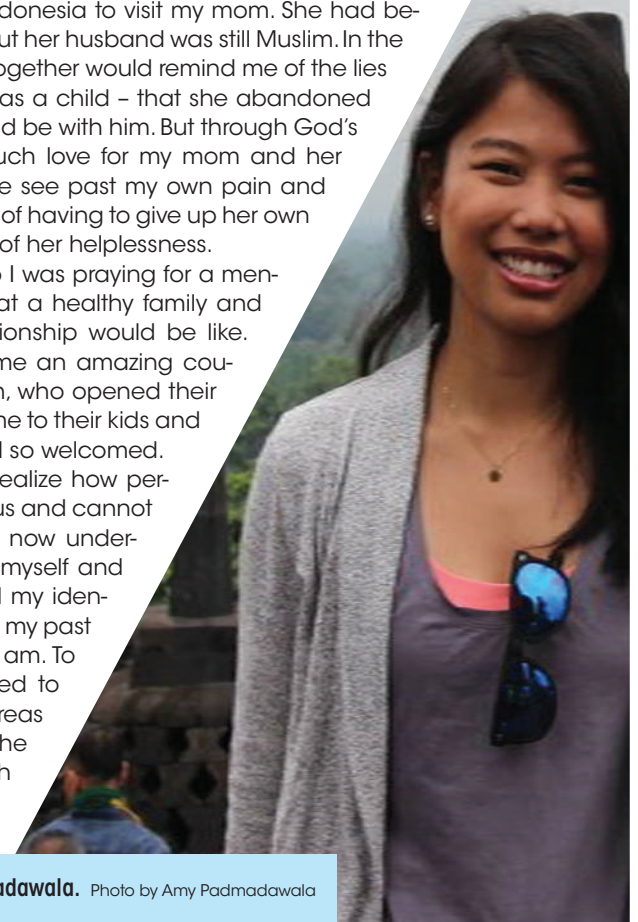 donesia to visit my mom. She had be-
ut her husband was still Muslim. In the
ogether would remind me of the lies
as a child – that she abandoned
d be with him. But through God's
uch love for my mom and her
e see past my own pain and
of having to give up her own
of her helplessness.
o I was praying for a men-
at a healthy family and
ionship would be like.
me an amazing cou-
n, who opened their
ne to their kids and
l so welcomed.
ealize how per-
us and cannot
now under-
myself and
l my iden-
my past
am. To
ed to
reas
he
h
adawala. Photo by Amy Padmadawala